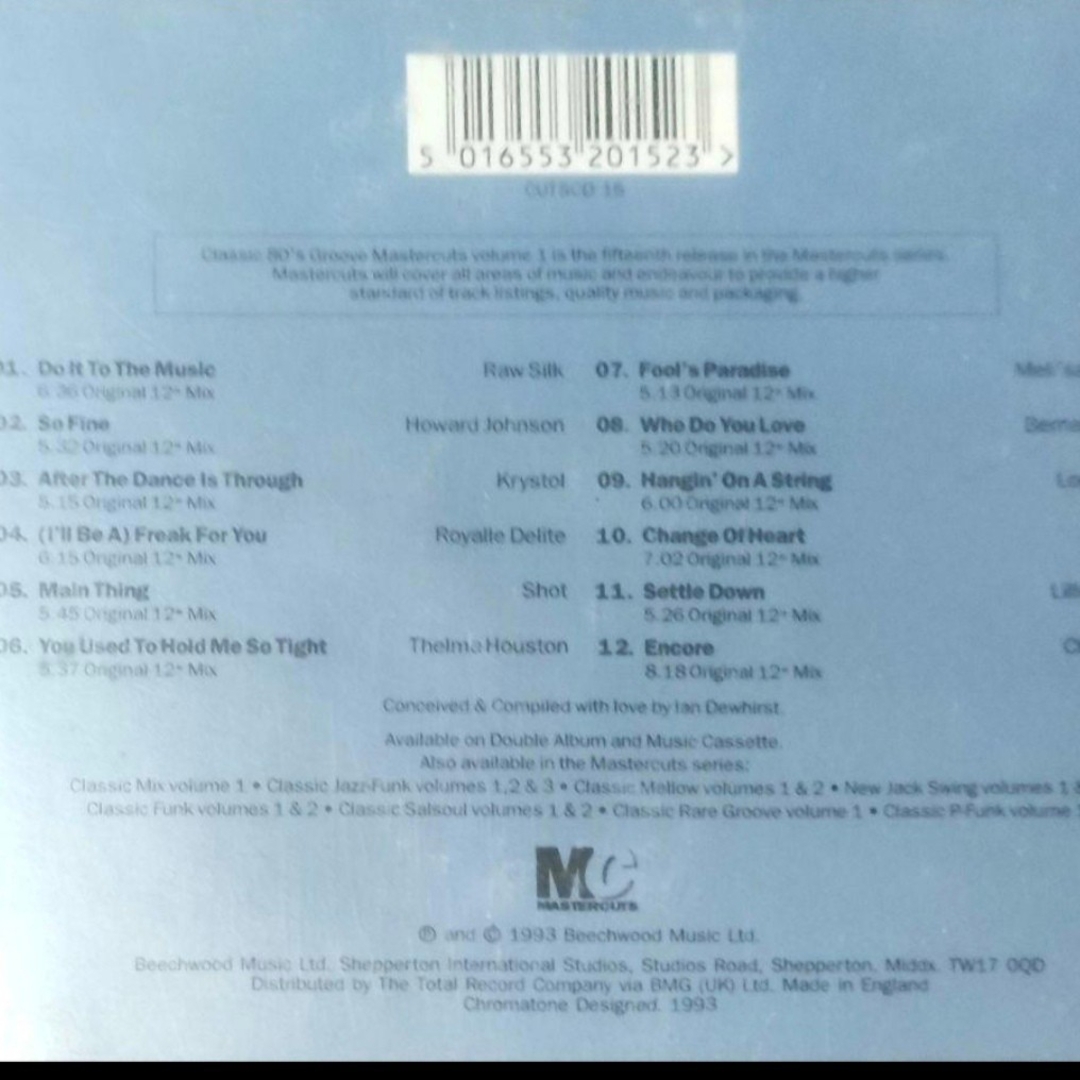 5 016553 201523 >
CUTSCD 15
Classic 80's Groove Mastercuts volume 1 is the fifteenth release in the Mastercuts series.
Mastercuts will cover all areas of music and endeavour to provide a higher
standard of track listings, quality music and packaging.
01. Do It To The Music Raw Silk
6.36 Original 12" Mix
02. So Fine Howard Johnson
5.32 Original 12" Mix
03. After The Dance Is Through Krystol
5.15 Original 12" Mix
04. (I'll Be A) Freak For You Royalle Delite
6.15 Original 12" Mix
05. Main Thing Shot
5.45 Original 12" Mix
06. You Used To Hold Me So Tight Thelma Houston
5.37 Original 12" Mix
07. Fool's Paradise
5.13 Original 12" Mix
08. Who Do You Love
5.20 Original 12" Mix
09. Hangin' On A String
6.00 Original 12" Mix
10. Change Of Heart
7.02 Original 12" Mix
11. Settle Down
5.26 Original 12" Mix
12. Encore
8.18 Original 12" Mix
Conceived & Compiled with love by Ian Dewhirst.
Available on Double Album and Music Cassette.
Also available in the Mastercuts series:
Classic Mix volume 1 • Classic Jazz-Funk volumes 1,2 & 3 • Classic Mellow volumes 1 & 2 • New Jack Swing volumes 1 &
Classic Funk volumes 1 & 2 • Classic Salsoul volumes 1 & 2 • Classic Rare Groove volume 1 • Classic P-Funk volume
MC
MASTERCUTS
℗ and © 1993 Beechwood Music Ltd.
Beechwood Music Ltd. Shepperton International Studios, Studios Road, Shepperton, Middx. TW17 0QD
Distributed by The Total Record Company via BMG (UK) Ltd. Made in England
Chromatone Designed. 1993